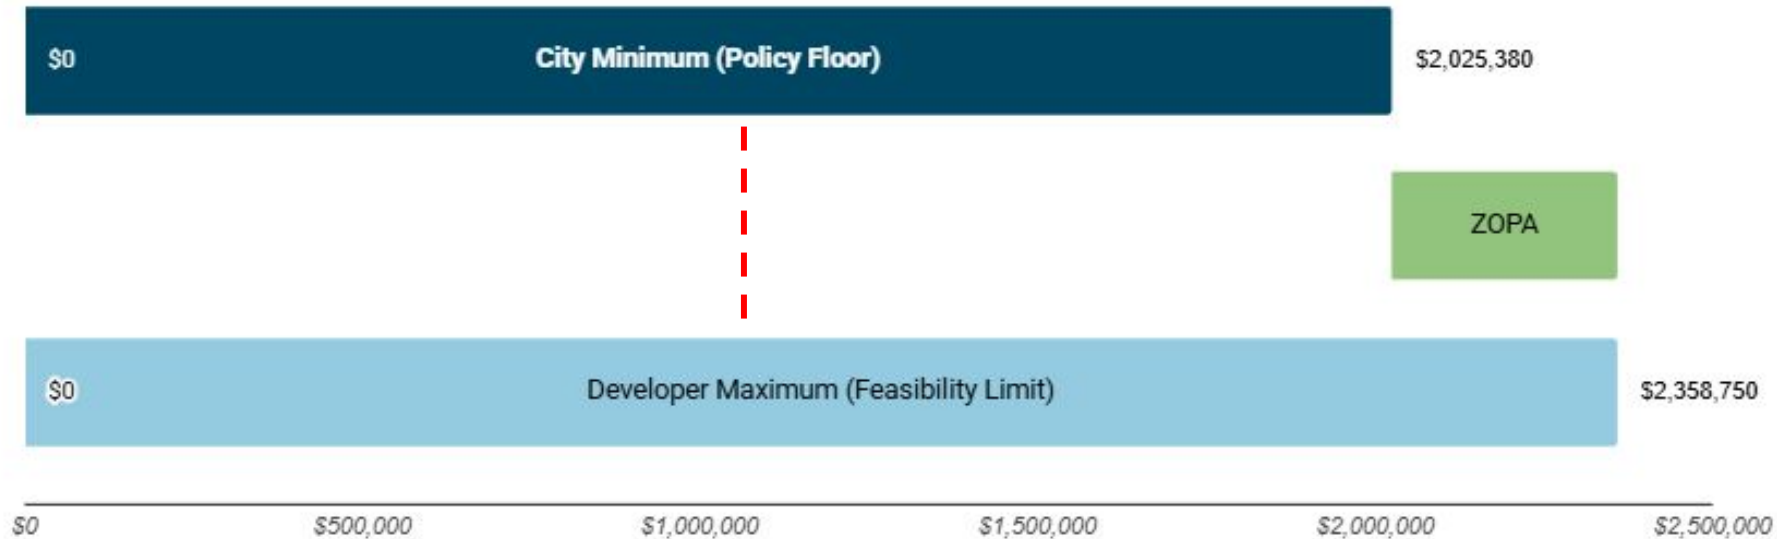 $0 City Minimum (Policy Floor) $2,025,380
ZOPA
$0 Developer Maximum (Feasibility Limit) $2,358,750
$0 $500,000 $1,000,000 $1,500,000 $2,000,000 $2,500,000